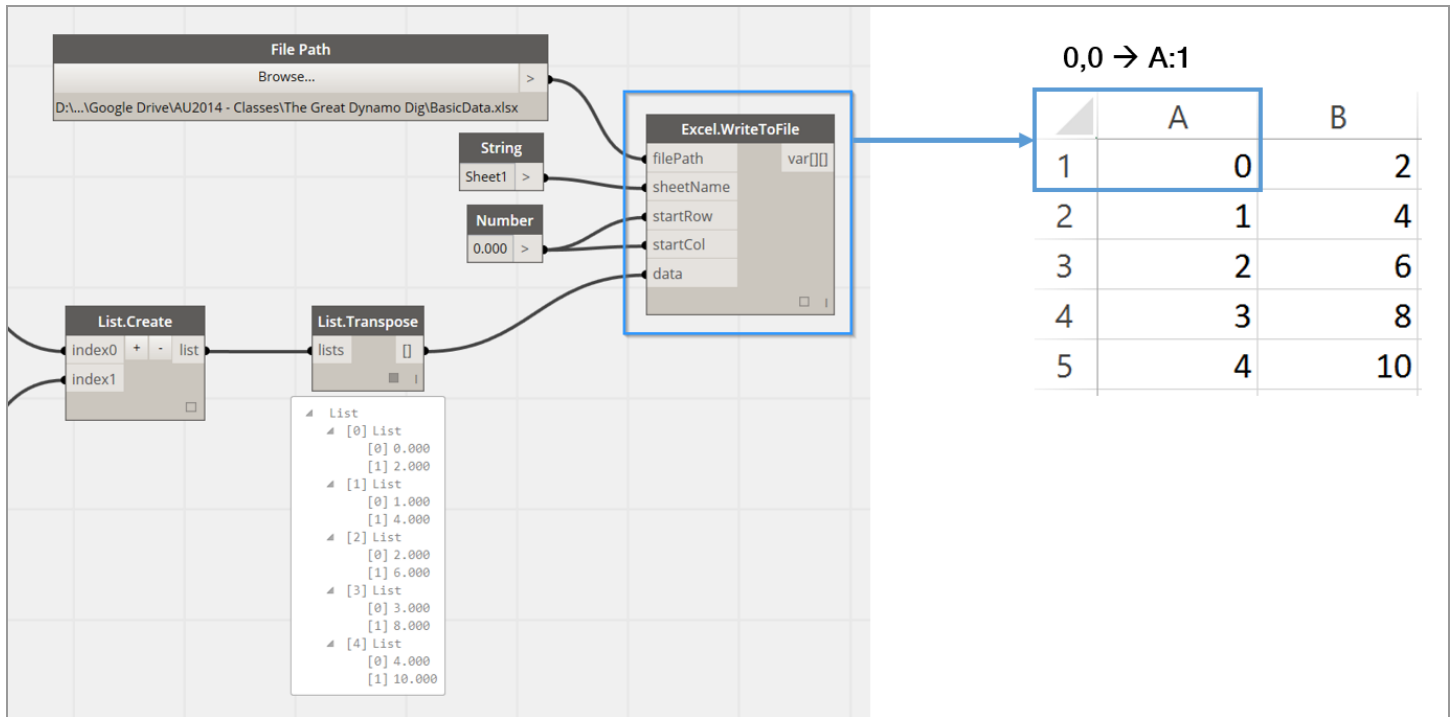 File Path
Browse...
>
D:\...\Google Drive\AU2014 - Classes\The Great Dynamo Dig\BasicData.xlsx
String
Sheet1 >
Number
0.000 >
Excel.WriteToFile
filePath var[][]
sheetName
startRow
startCol
data
List.Create
index0 + - list
index1
List.Transpose
lists []
List
[0] List
[0] 0.000
[1] 2.000
[1] List
[0] 1.000
[1] 4.000
[2] List
[0] 2.000
[1] 6.000
[3] List
[0] 3.000
[1] 8.000
[4] List
[0] 4.000
[1] 10.000
0,0 → A:1
A B
1 0 2
2 1 4
3 2 6
4 3 8
5 4 10